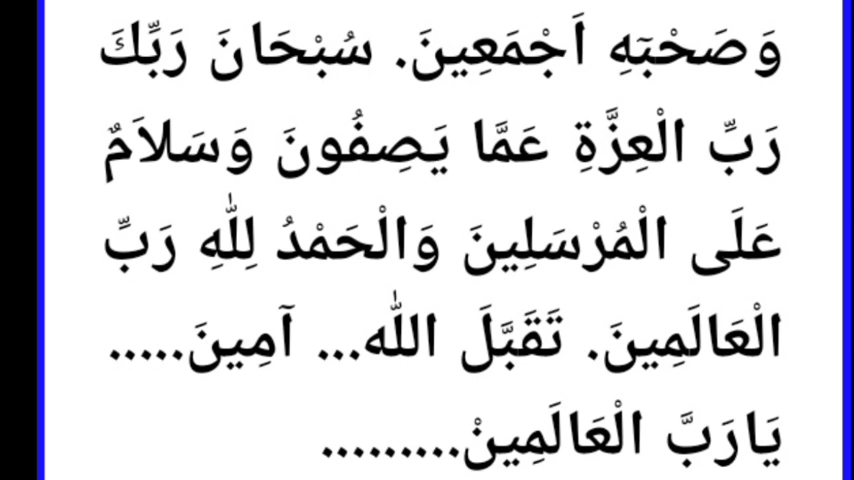 وَصَحْبَهِ اَجْمَعِينَ. سُبْحَانَ رَبِّكَ
رَبِّ الْعِزَّةِ عَمَّا يَصِفُونَ وَسَلاَمٌ
عَلَى الْمُرْسَلِينَ وَالْحَمْدُ لِلّٰهِ رَبِّ
الْعَالَمِينَ. تَقَبَّلَ اللّٰه... آمِينَ.....
يَارَبَّ الْعَالَمِينْ.........